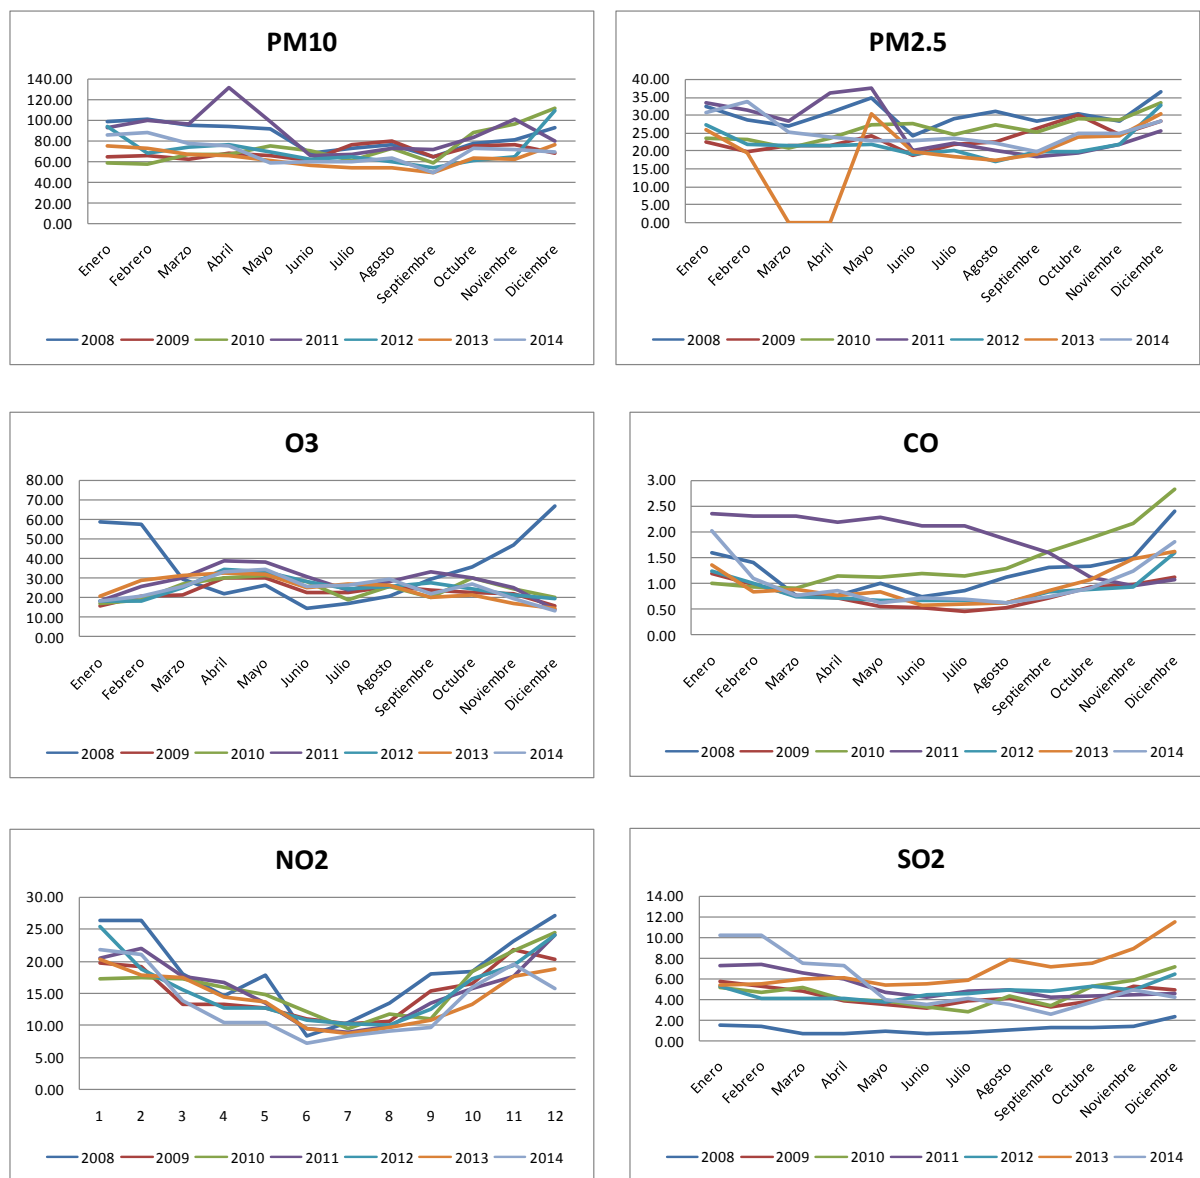 PM10
140.00
120.00
100.00
80.00
60.00
40.00
20.00
0.00
Enero Febrero Marzo Abril Mayo Junio Julio Agosto Septiembre Octubre Noviembre Diciembre
2008 2009 2010 2011 2012 2013 2014
PM2.5
40.00
35.00
30.00
25.00
20.00
15.00
10.00
5.00
0.00
Enero Febrero Marzo Abril Mayo Junio Julio Agosto Septiembre Octubre Noviembre Diciembre
2008 2009 2010 2011 2012 2013 2014
O3
80.00
70.00
60.00
50.00
40.00
30.00
20.00
10.00
0.00
Enero Febrero Marzo Abril Mayo Junio Julio Agosto Septiembre Octubre Noviembre Diciembre
2008 2009 2010 2011 2012 2013 2014
CO
3.00
2.50
2.00
1.50
1.00
0.50
0.00
Enero Febrero Marzo Abril Mayo Junio Julio Agosto Septiembre Octubre Noviembre Diciembre
2008 2009 2010 2011 2012 2013 2014
NO2
30.00
25.00
20.00
15.00
10.00
5.00
0.00
1 2 3 4 5 6 7 8 9 10 11 12
2008 2009 2010 2011 2012 2013 2014
SO2
14.00
12.00
10.00
8.00
6.00
4.00
2.00
0.00
Enero Febrero Marzo Abril Mayo Junio Julio Agosto Septiembre Octubre Noviembre Diciembre
2008 2009 2010 2011 2012 2013 2014